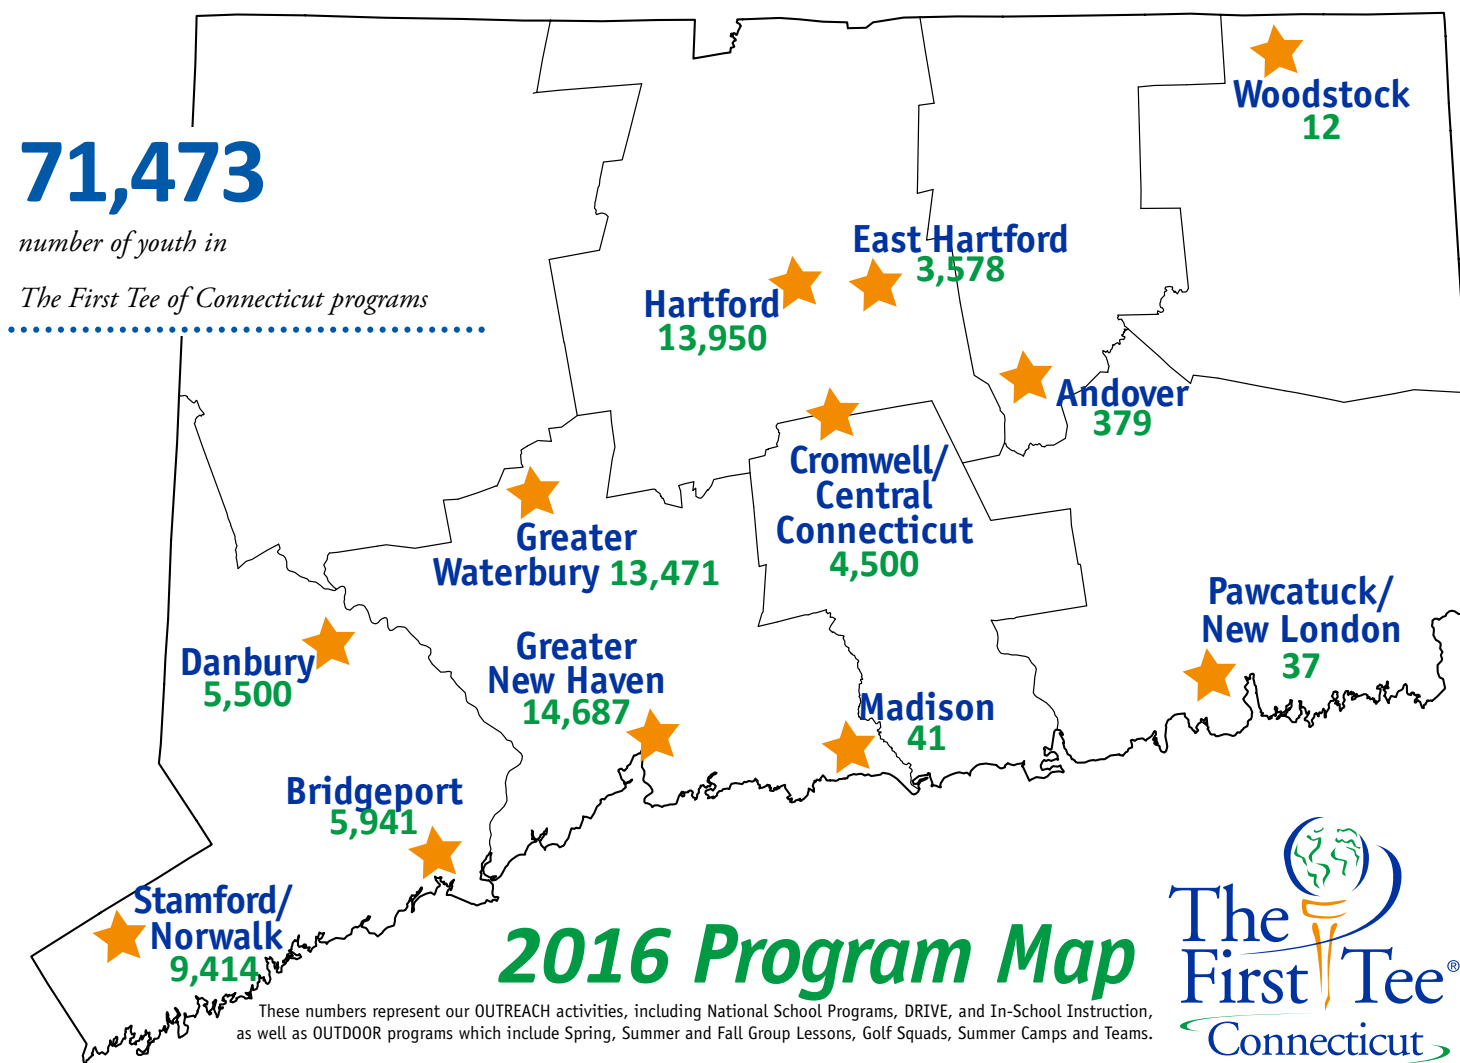 Woodstock
12
71,473
number of youth in
The First Tee of Connecticut programs
East Hartford
3,578
Hartford
13,950
Andover
379
Cromwell/
Central
Connecticut
4,500
Greater
Waterbury 13,471
Pawcatuck/
New London
37
Danbury
5,500
Greater
New Haven
14,687
Madison
41
Bridgeport
5,941
Stamford/
Norwalk
9,414
2016 Program Map
These numbers represent our OUTREACH activities, including National School Programs, DRIVE, and In-School Instruction,
as well as OUTDOOR programs which include Spring, Summer and Fall Group Lessons, Golf Squads, Summer Camps and Teams.
The
First Tee®
Connecticut